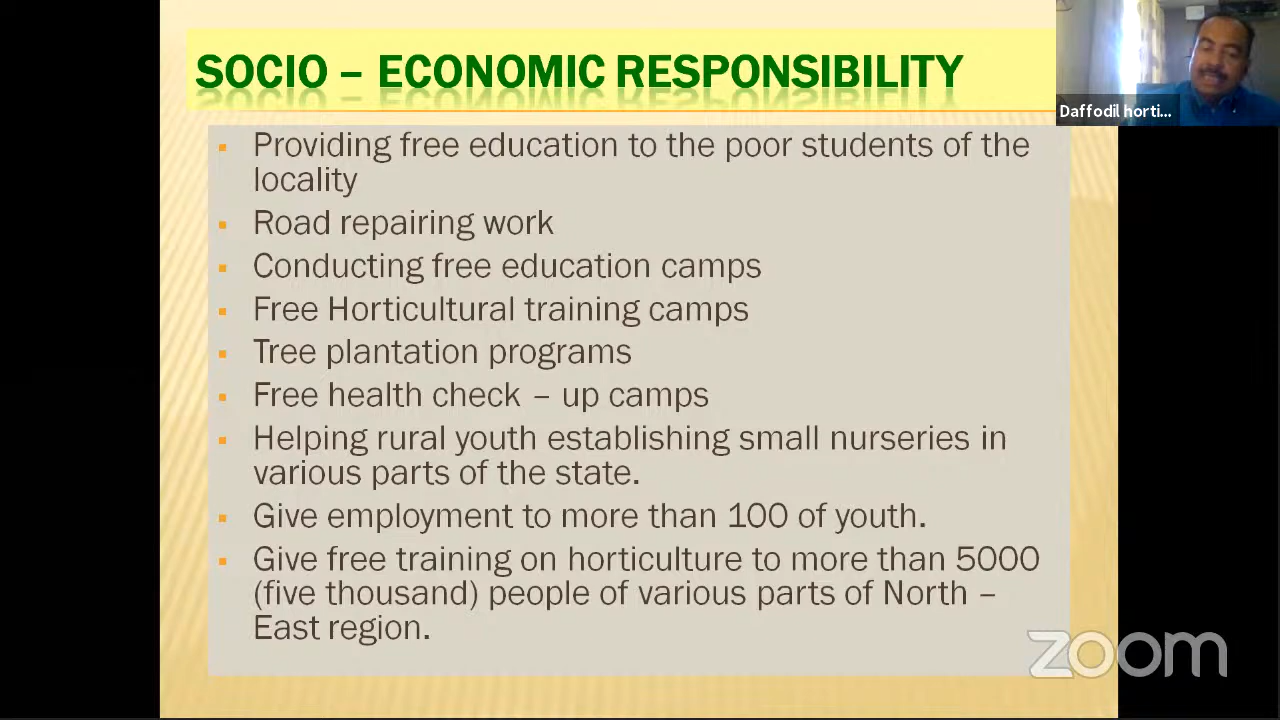 SOCIO – ECONOMIC RESPONSIBILITY
Daffodil horti...
▪ Providing free education to the poor students of the
locality
▪ Road repairing work
▪ Conducting free education camps
▪ Free Horticultural training camps
▪ Tree plantation programs
▪ Free health check – up camps
▪ Helping rural youth establishing small nurseries in
various parts of the state.
▪ Give employment to more than 100 of youth.
▪ Give free training on horticulture to more than 5000
(five thousand) people of various parts of North –
East region.
zoom